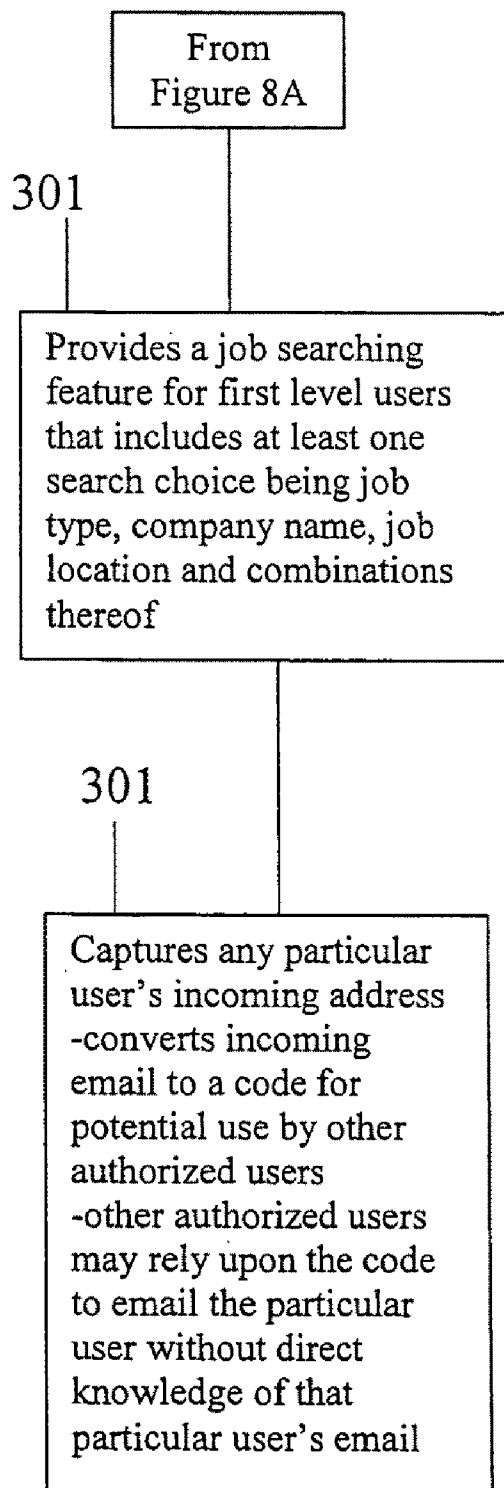 From
Figure 8A
301
Provides a job searching
feature for first level users
that includes at least one
search choice being job
type, company name, job
location and combinations
thereof
301
Captures any particular
user's incoming address
-converts incoming
email to a code for
potential use by other
authorized users
-other authorized users
may rely upon the code
to email the particular
user without direct
knowledge of that
particular user's email